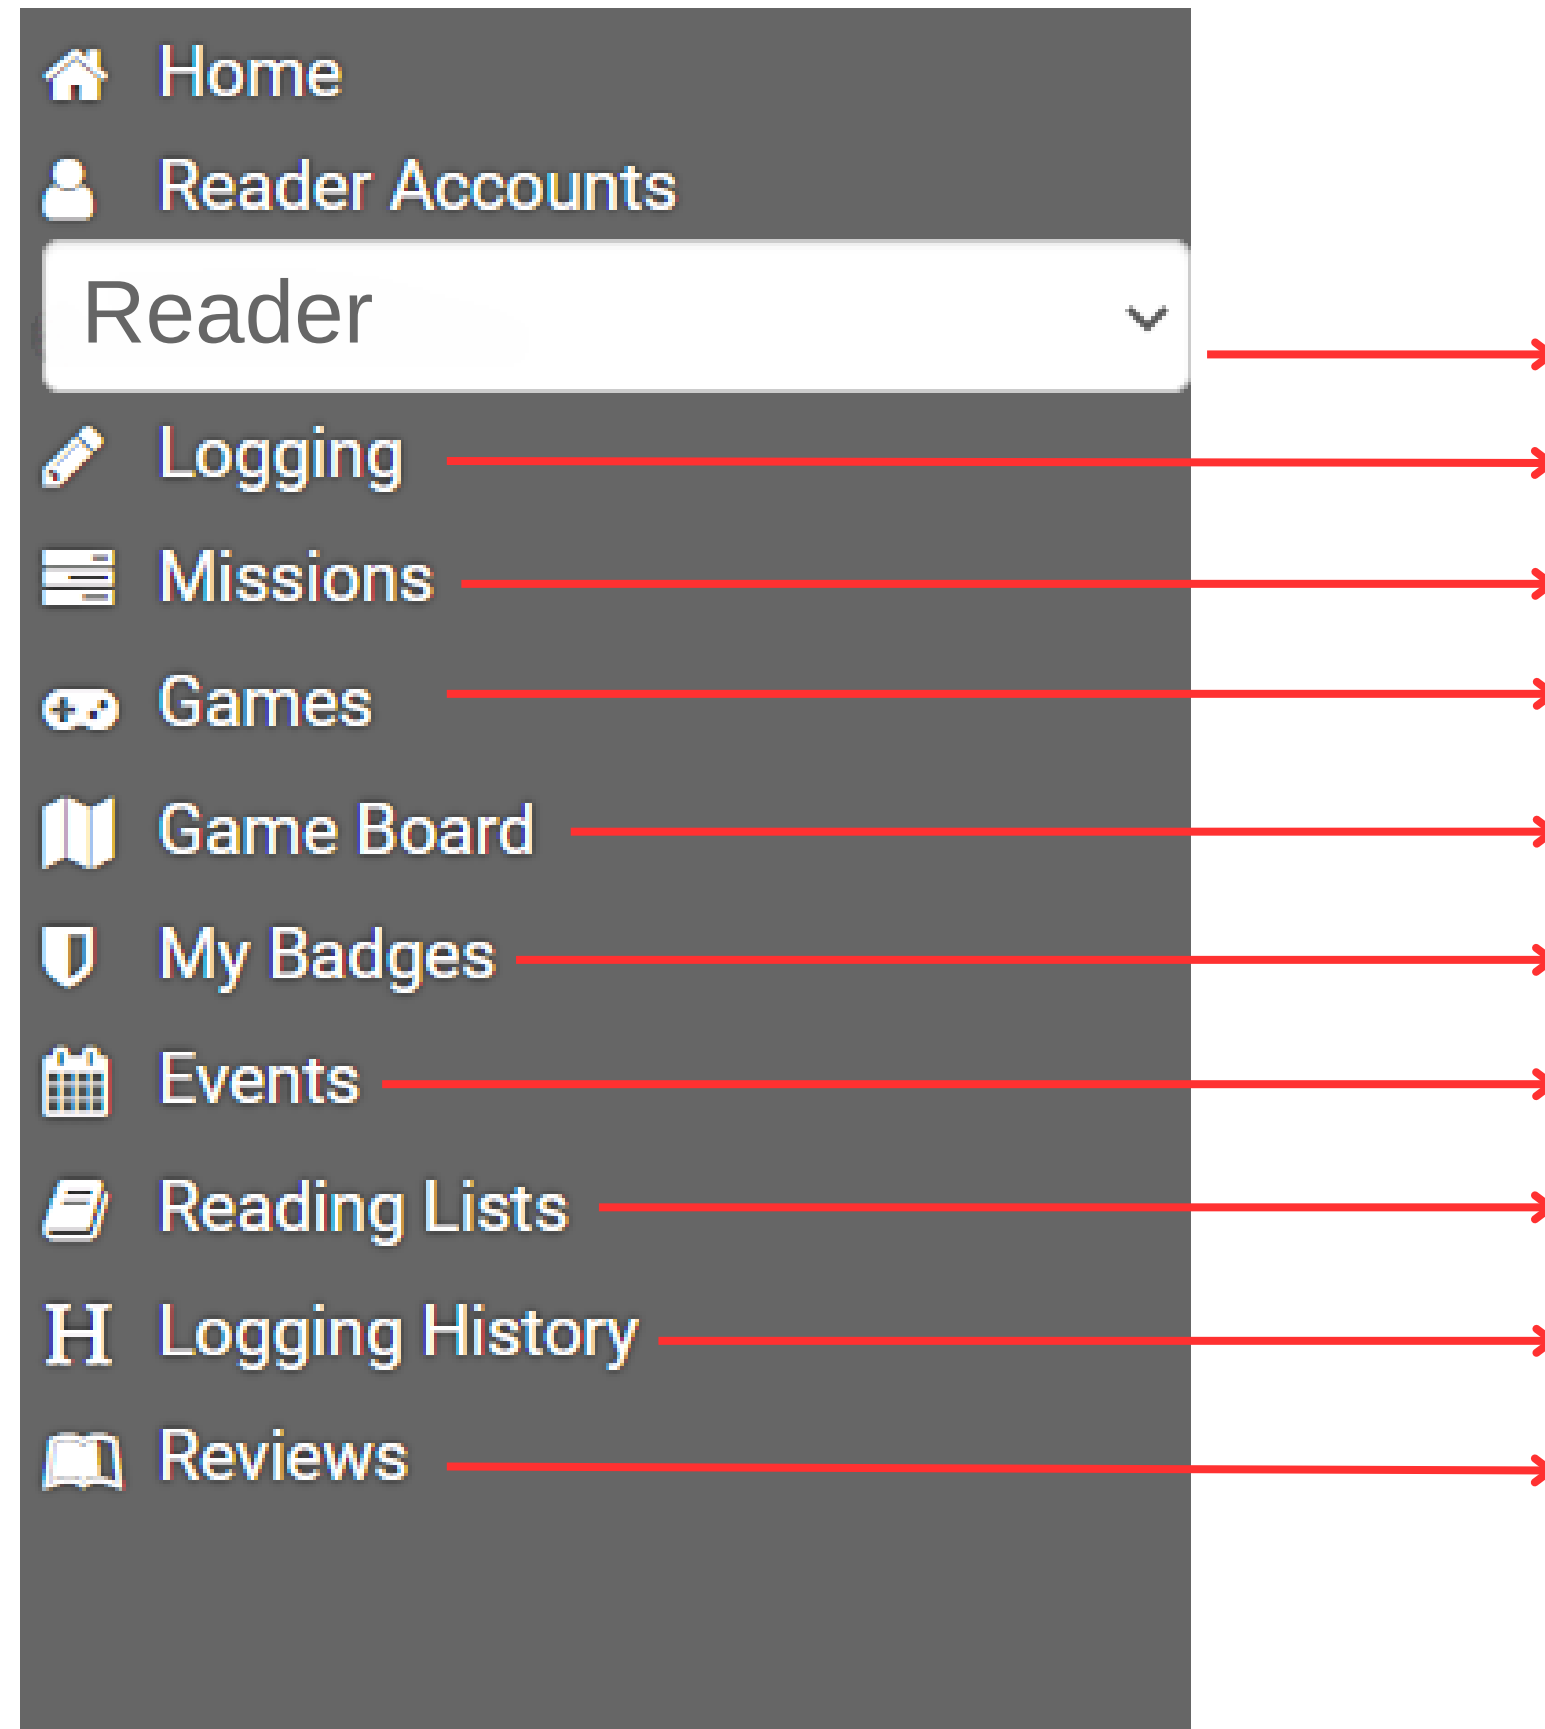 Home
Reader Accounts
Reader
Logging
Missions
Games
Game Board
My Badges
Events
Reading Lists
H Logging History
Reviews